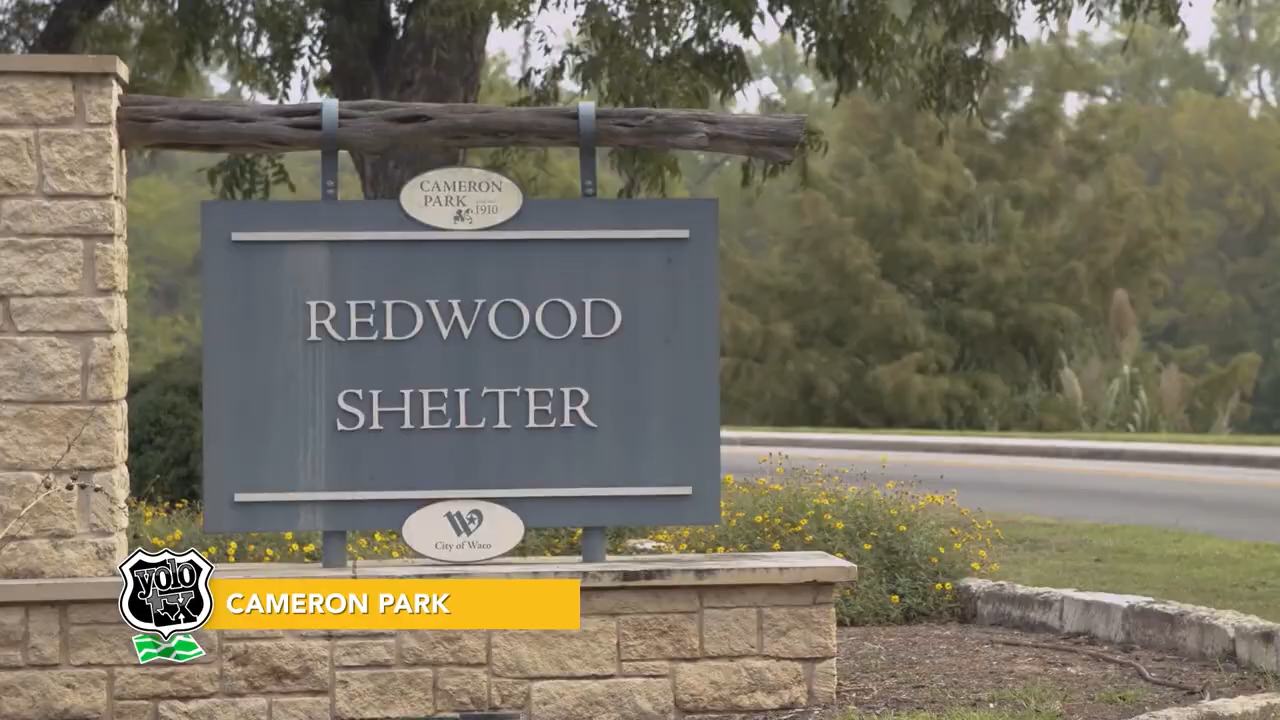 CAMERON
PARK
1910
REDWOOD
SHELTER
City of Waco
yolo
TX
CAMERON PARK